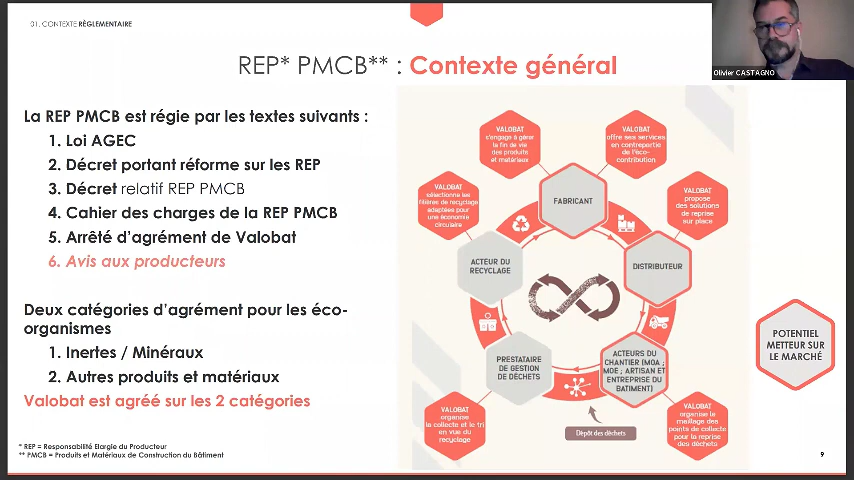 01. CONTEXTE RÉGLEMENTAIRE
Olivier CASTAGNO
REP* PMCB** : Contexte général
La REP PMCB est régie par les textes suivants :
1. Loi AGEC
2. Décret portant réforme sur les REP
3. Décret relatif REP PMCB
4. Cahier des charges de la REP PMCB
5. Arrêté d'agrément de Valobat
6. Avis aux producteurs
Deux catégories d'agrément pour les éco-
organismes
1. Inertes / Minéraux
2. Autres produits et matériaux
Valobat est agréé sur les 2 catégories
* REP = Responsabilité Elargie du Producteur
** PMCB = Produits et Matériaux de Construction du Bâtiment
VALOBAT
s'engage à gérer
la fin de vie
des produits
et matériaux
VALOBAT
offre ses services
en contrepartie
de l'éco-
contribution
VALOBAT
sélectionne les
filières de recyclage
adaptées pour
une économie
circulaire
FABRICANT
VALOBAT
propose
des solutions
de reprise
sur place
ACTEUR DU
RECYCLAGE
DISTRIBUTEUR
PRESTATAIRE
DE GESTION
DE DÉCHETS
ACTEURS DU
CHANTIER (MOA ;
MOE ; ARTISAN ET
ENTREPRISE DU
BATIMENT)
VALOBAT
organise
la collecte et le tri
en vue du
recyclage
Dépôt des déchets
VALOBAT
organise le
maillage des
points de collecte
pour la reprise
des déchets
POTENTIEL
METTEUR SUR
LE MARCHÉ
9